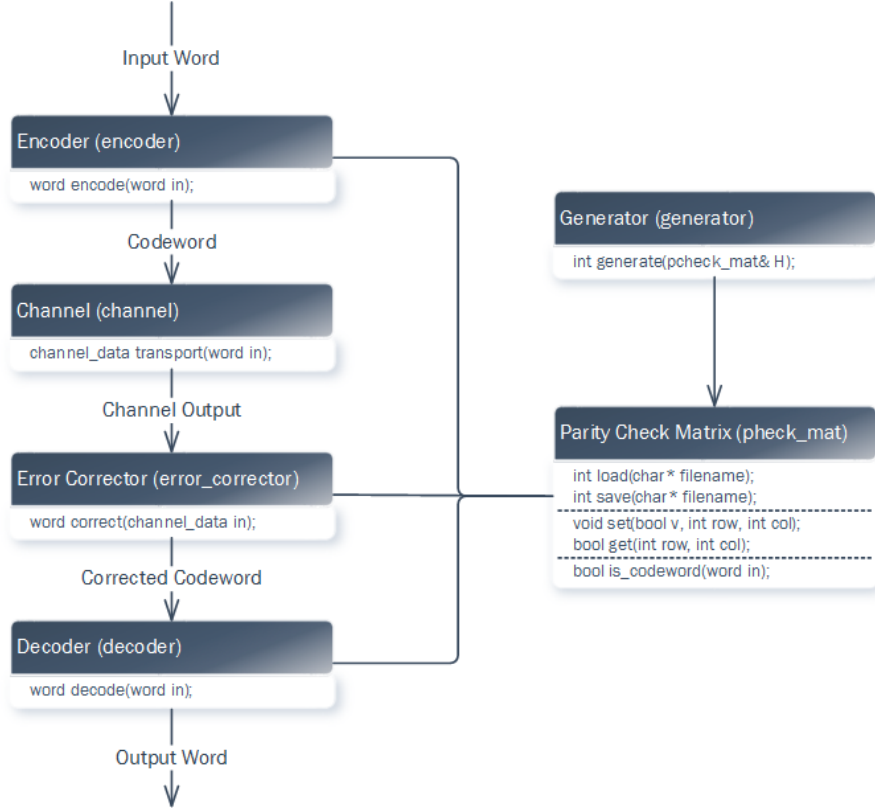 Input Word
Encoder (encoder)
word encode(word in);
Codeword
Channel (channel)
channel_data transport(word in);
Channel Output
Error Corrector (error_corrector)
word correct(channel_data in);
Corrected Codeword
Decoder (decoder)
word decode(word in);
Output Word
Generator (generator)
int generate(pcheck_mat& H);
Parity Check Matrix (pheck_mat)
int load(char* filename);
int save(char* filename);
void set(bool v, int row, int col);
bool get(int row, int col);
bool is_codeword(word in);